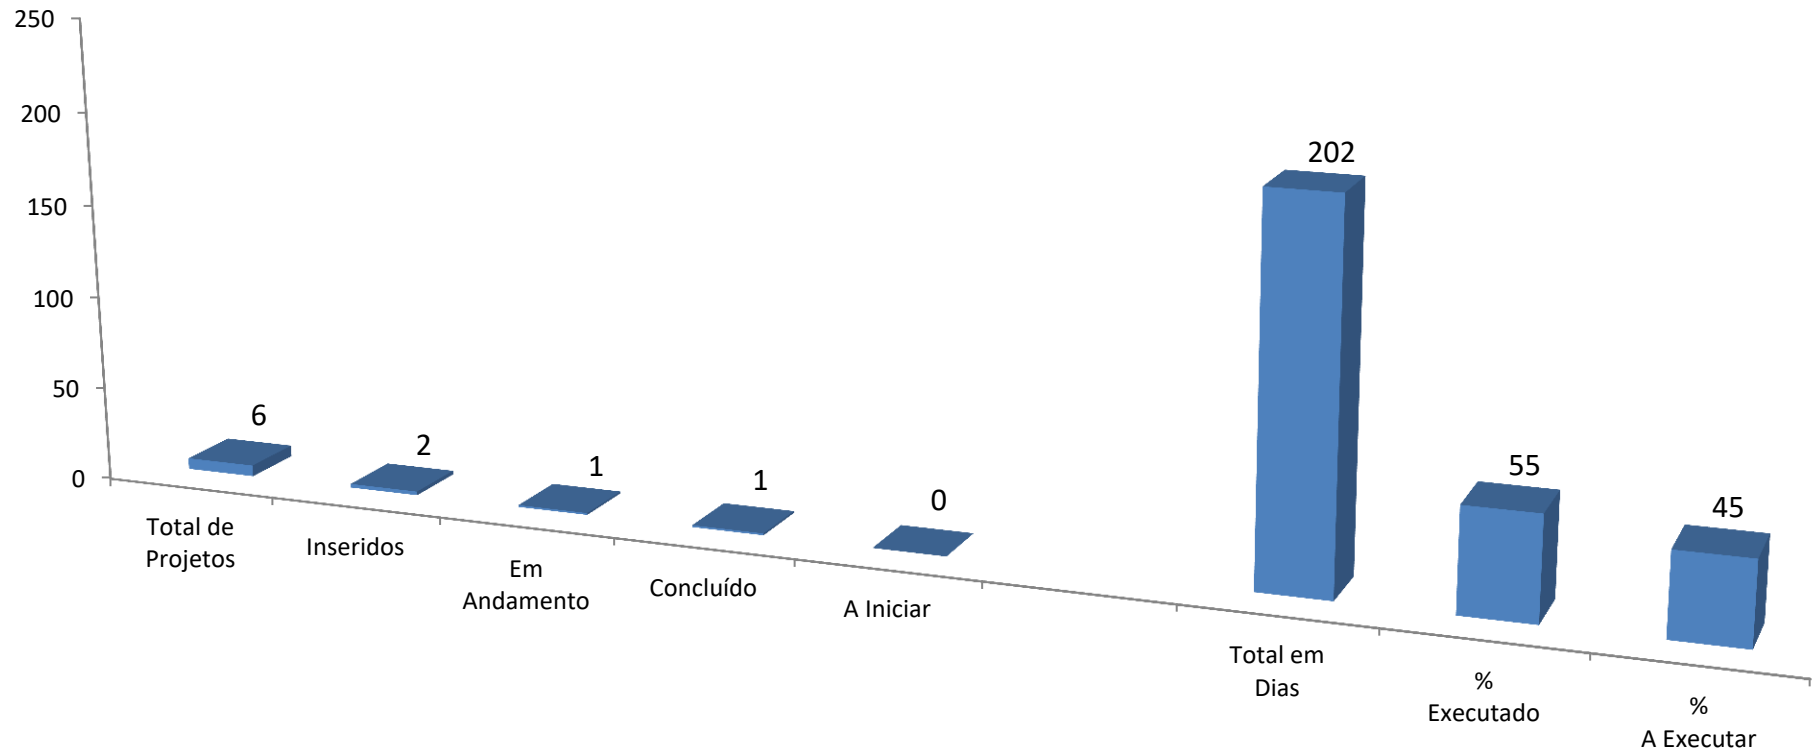 250
200
150
100
50
0
6
2
1
1
0
202
55
45
Total de
Projetos
Inseridos
Em
Andamento
Concluído
A Iniciar
Total em
Dias
%
Executado
%
A Executar